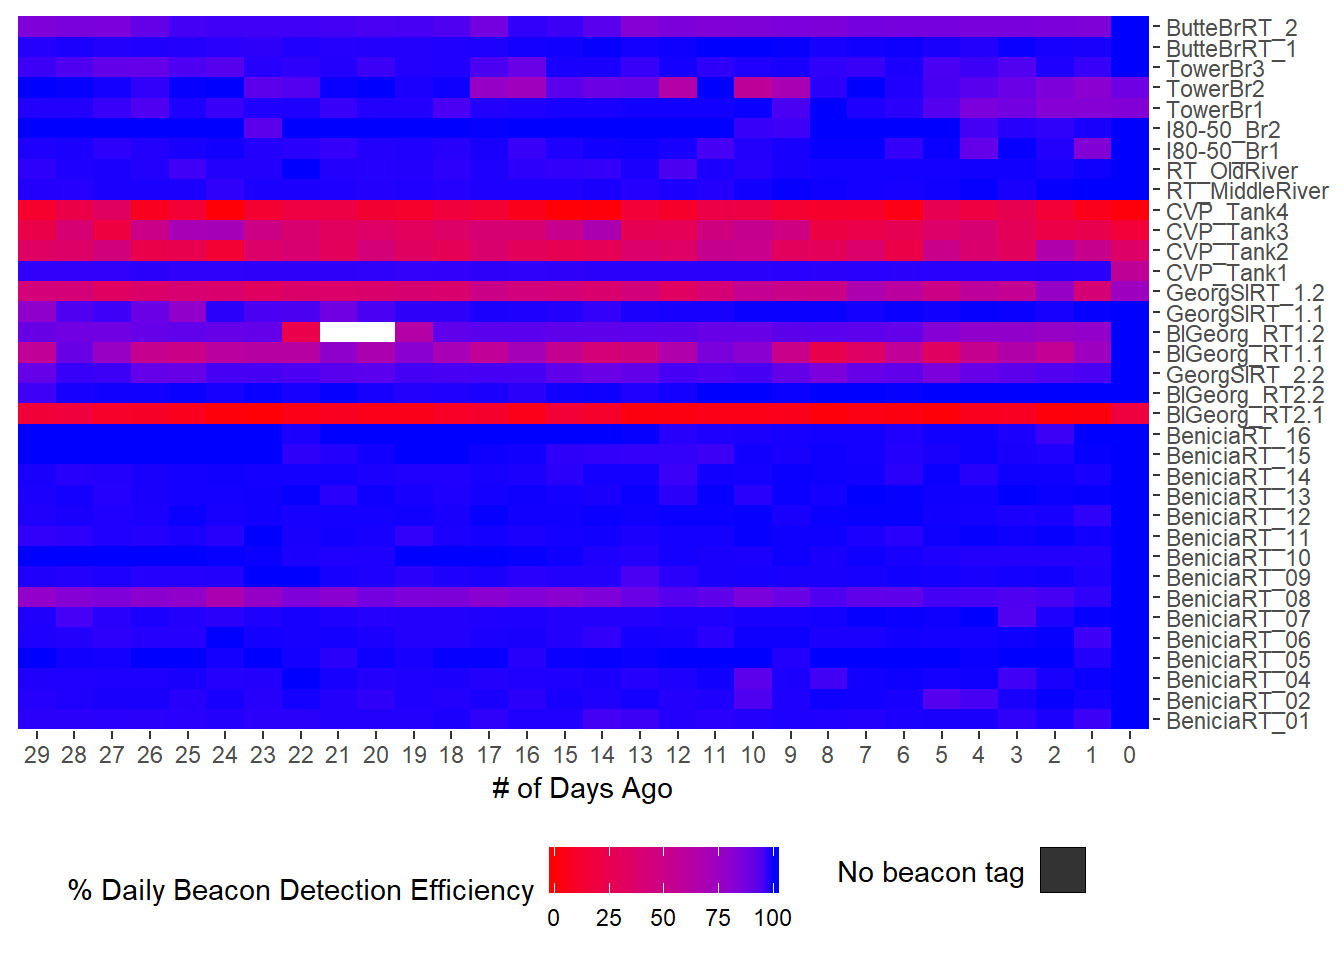 ButteBrRT_2
ButteBrRT_1
TowerBr3
TowerBr2
TowerBr1
I80-50_Br2
I80-50_Br1
RT_OldRiver
RT_MiddleRiver
CVP_Tank4
CVP_Tank3
CVP_Tank2
CVP_Tank1
GeorgSlRT_1.2
GeorgSlRT_1.1
BlGeorg_RT1.2
BlGeorg_RT1.1
GeorgSlRT_2.2
BlGeorg_RT2.2
BlGeorg_RT2.1
BeniciaRT_16
BeniciaRT_15
BeniciaRT_14
BeniciaRT_13
BeniciaRT_12
BeniciaRT_11
BeniciaRT_10
BeniciaRT_09
BeniciaRT_08
BeniciaRT_07
BeniciaRT_06
BeniciaRT_05
BeniciaRT_04
BeniciaRT_02
BeniciaRT_01
29 28 27 26 25 24 23 22 21 20 19 18 17 16 15 14 13 12 11 10 9 8 7 6 5 4 3 2 1 0
# of Days Ago
% Daily Beacon Detection Efficiency
0 25 50 75 100
No beacon tag